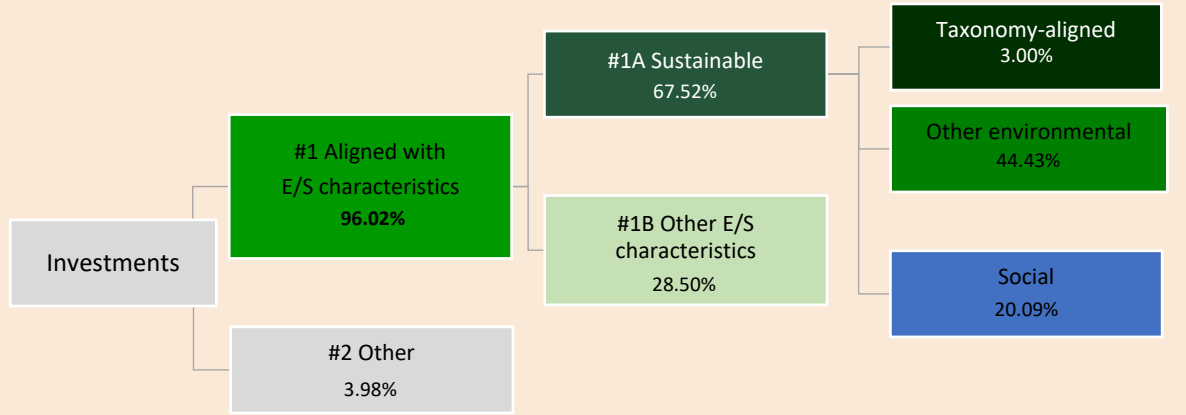 Investments
#1 Aligned with
E/S characteristics
96.02%
#2 Other
3.98%
#1A Sustainable
67.52%
#1B Other E/S
characteristics
28.50%
Taxonomy-aligned
3.00%
Other environmental
44.43%
Social
20.09%